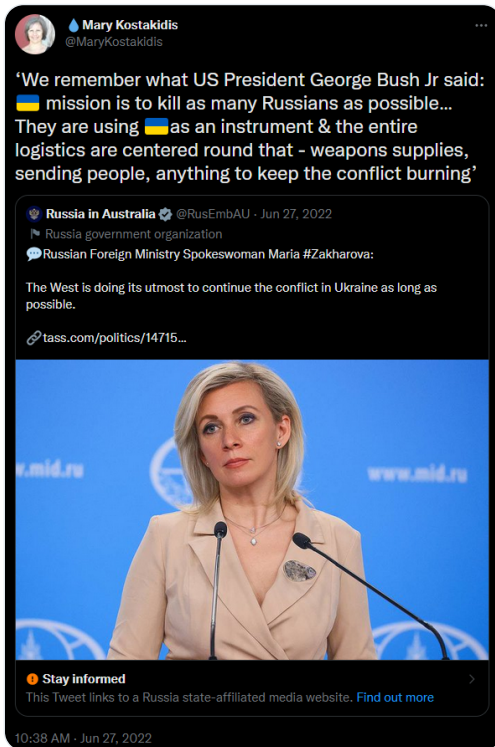 💧Mary Kostakidis
@MaryKostakidis
‘We remember what US President George Bush Jr said:
🇺🇦 mission is to kill as many Russians as possible...
They are using 🇺🇦as an instrument & the entire
logistics are centered round that - weapons supplies,
sending people, anything to keep the conflict burning’
Russia in Australia @RusEmbAU · Jun 27, 2022
Russia government organization
💬Russian Foreign Ministry Spokeswoman Maria #Zakharova:
The West is doing its utmost to continue the conflict in Ukraine as long as
possible.
🔗tass.com/politics/14715...
w.mid.ru
www.mid.ru
Stay informed
This Tweet links to a Russia state-affiliated media website. Find out more
10:38 AM · Jun 27, 2022